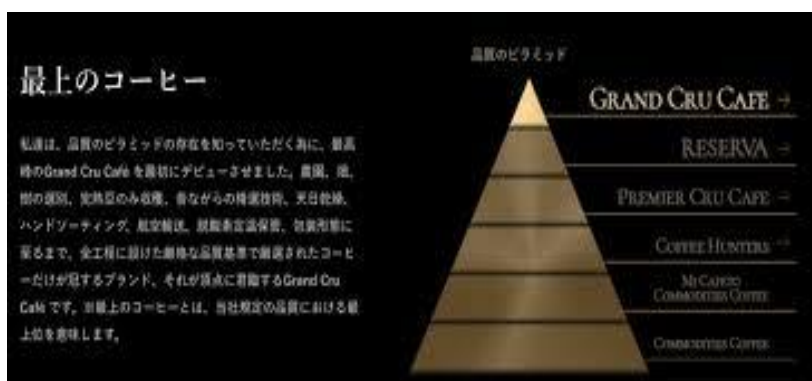 最上のコーヒー
私達は、品質のピラミッドの存在を知っていただく為に、最高
峰のGrand Cru Café を最初にデビューさせました。農園、畑、
樹の選別、完熟豆のみ収穫、昔ながらの精選技術、天日乾燥、
ハンドソーティング、航空輸送、脱酸素定温保管、包装形態に
至るまで、全工程に設けた厳格な品質基準で厳選されたコーヒ
ーだけが冠するブランド、それが頂点に君臨するGrand Cru
Café です。※最上のコーヒーとは、当社規定の品質における最
上位を意味します。
品質のピラミッド
GRAND CRU CAFE →
RESERVA →
PREMIER CRU CAFE →
COFFEE HUNTERS →
COMMODITIES COFFEE
COMMODITIES COFFEE